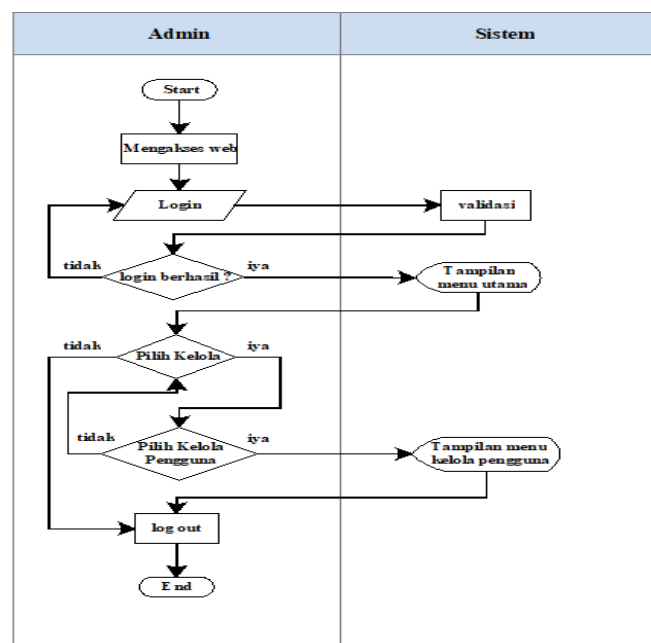 Admin
Sistem
Start
Mengakses web
Login
validasi
tidak
login berhasil ?
iya
Tampilan
menu utama
tidak
Pilih Kelola
iya
tidak
Pilih Kelola
Pengguna
iya
Tampilan menu
kelola pengguna
log out
End